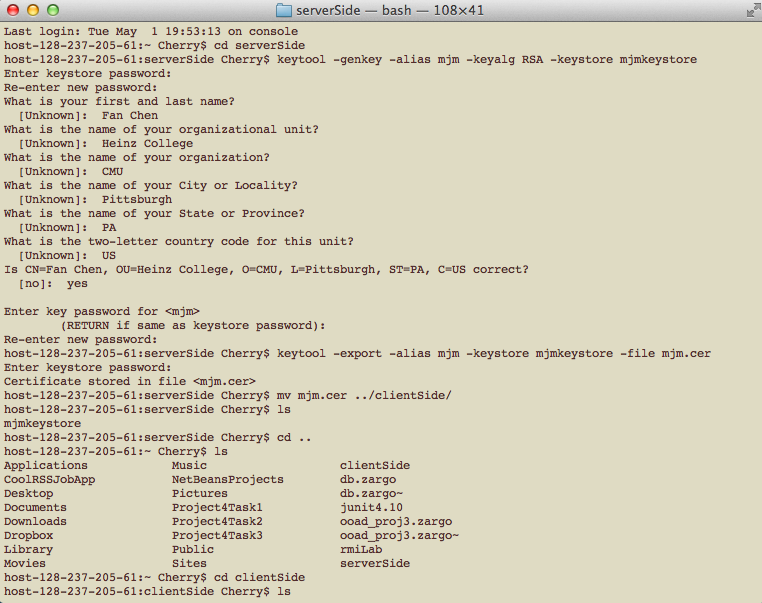 serverSide — bash — 108×41
Last login: Tue May  1 19:53:13 on console
host-128-237-205-61:~ Cherry$ cd serverSide
host-128-237-205-61:serverSide Cherry$ keytool -genkey -alias mjm -keyalg RSA -keystore mjmkeystore
Enter keystore password:
Re-enter new password:
What is your first and last name?
  [Unknown]:  Fan Chen
What is the name of your organizational unit?
  [Unknown]:  Heinz College
What is the name of your organization?
  [Unknown]:  CMU
What is the name of your City or Locality?
  [Unknown]:  Pittsburgh
What is the name of your State or Province?
  [Unknown]:  PA
What is the two-letter country code for this unit?
  [Unknown]:  US
Is CN=Fan Chen, OU=Heinz College, O=CMU, L=Pittsburgh, ST=PA, C=US correct?
  [no]:  yes

Enter key password for <mjm>
        (RETURN if same as keystore password):
Re-enter new password:
host-128-237-205-61:serverSide Cherry$ keytool -export -alias mjm -keystore mjmkeystore -file mjm.cer
Enter keystore password:
Certificate stored in file <mjm.cer>
host-128-237-205-61:serverSide Cherry$ mv mjm.cer ../clientSide/
host-128-237-205-61:serverSide Cherry$ ls
mjmkeystore
host-128-237-205-61:serverSide Cherry$ cd ..
host-128-237-205-61:~ Cherry$ ls
Applications            Music                   clientSide
CoolRSSJobApp           NetBeansProjects        db.zargo
Desktop                 Pictures                db.zargo~
Documents               Project4Task1           junit4.10
Downloads               Project4Task2           ooad_proj3.zargo
Dropbox                 Project4Task3           ooad_proj3.zargo~
Library                 Public                  rmiLab
Movies                  Sites                   serverSide
host-128-237-205-61:~ Cherry$ cd clientSide
host-128-237-205-61:clientSide Cherry$ ls